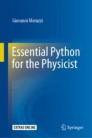 Giovanni Moruzzi
Essential Python
for the Physicist
EXTRAS ONLINE
Springer